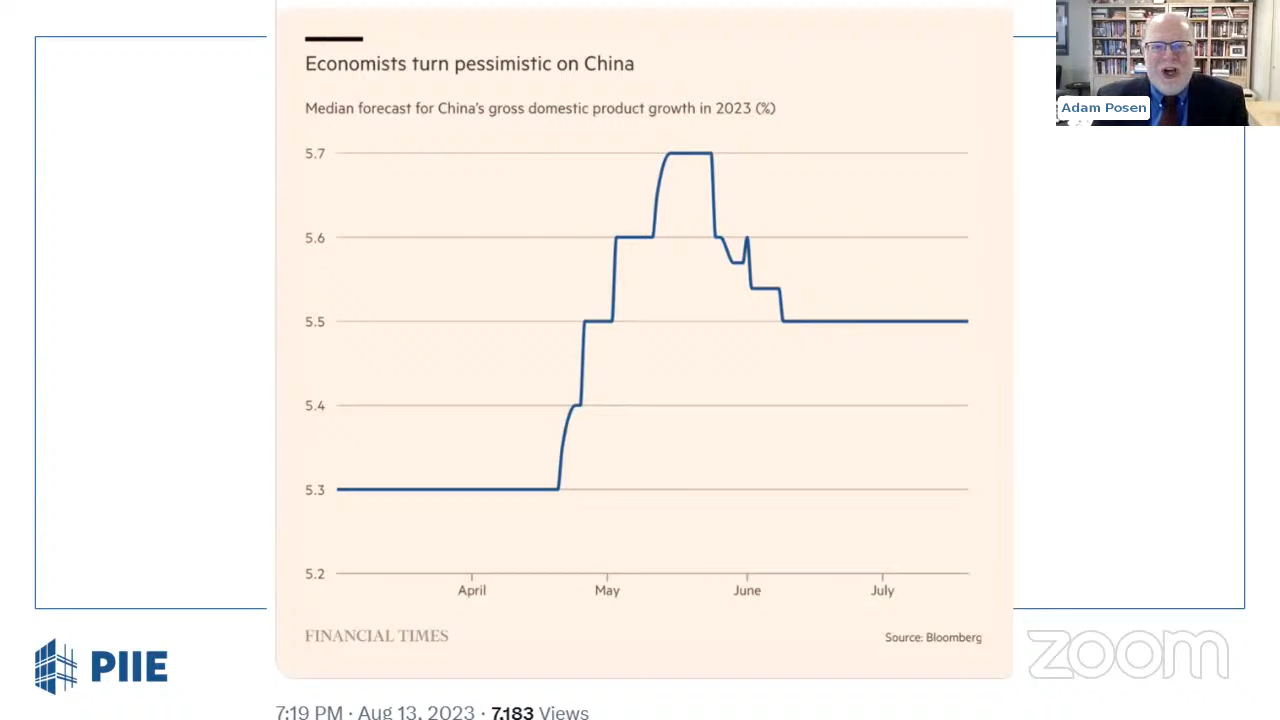 Economists turn pessimistic on China
Adam Posen
Median forecast for China's gross domestic product growth in 2023 (%)
5.7
5.6
5.5
5.4
5.3
5.2
April May June July
FINANCIAL TIMES
Source: Bloomberg
PIIE
zoom
7:19 PM · Aug 13, 2023 · 7,183 Views